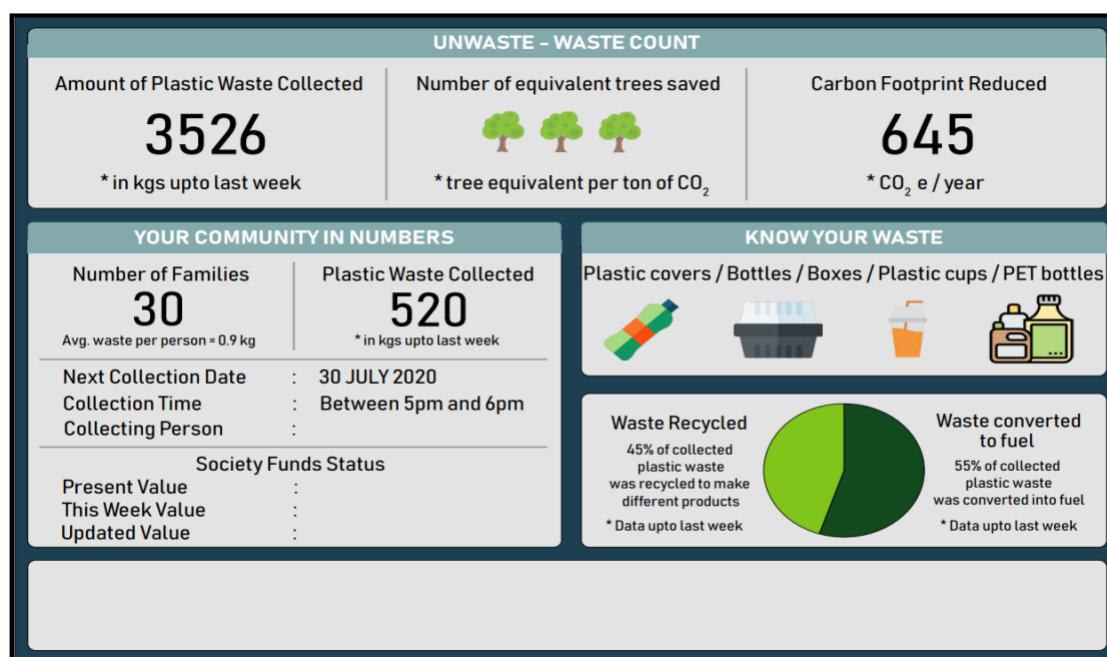 UNWASTE - WASTE COUNT
Amount of Plastic Waste Collected
3526
* in kgs upto last week
Number of equivalent trees saved
* tree equivalent per ton of CO₂
Carbon Footprint Reduced
645
* CO₂ e / year
YOUR COMMUNITY IN NUMBERS
Number of Families
30
Avg. waste per person = 0.9 kg
Plastic Waste Collected
520
* in kgs upto last week
Next Collection Date : 30 JULY 2020
Collection Time : Between 5pm and 6pm
Collecting Person :
Society Funds Status
Present Value :
This Week Value :
Updated Value :
KNOW YOUR WASTE
Plastic covers / Bottles / Boxes / Plastic cups / PET bottles
Waste Recycled
45% of collected
plastic waste
was recycled to make
different products
* Data upto last week
Waste converted
to fuel
55% of collected
plastic waste
was converted into fuel
* Data upto last week